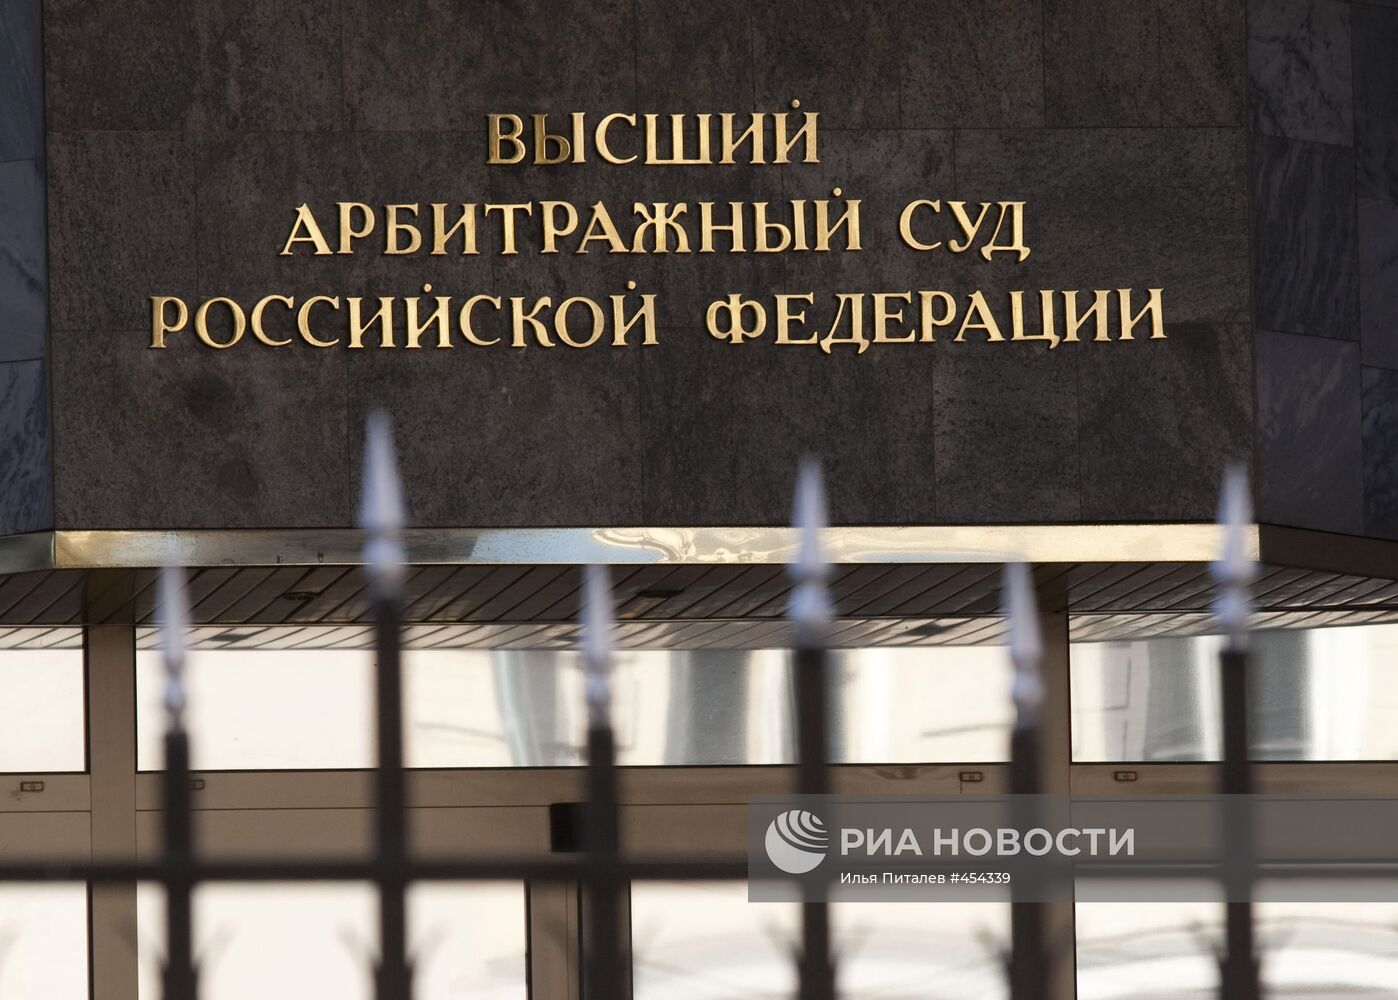 ВЫСШИЙ
АРБИТРАЖНЫЙ СУД
РОССИЙСКОЙ ФЕДЕРАЦИИ
РИА НОВОСТИ
Илья Питалев #454339